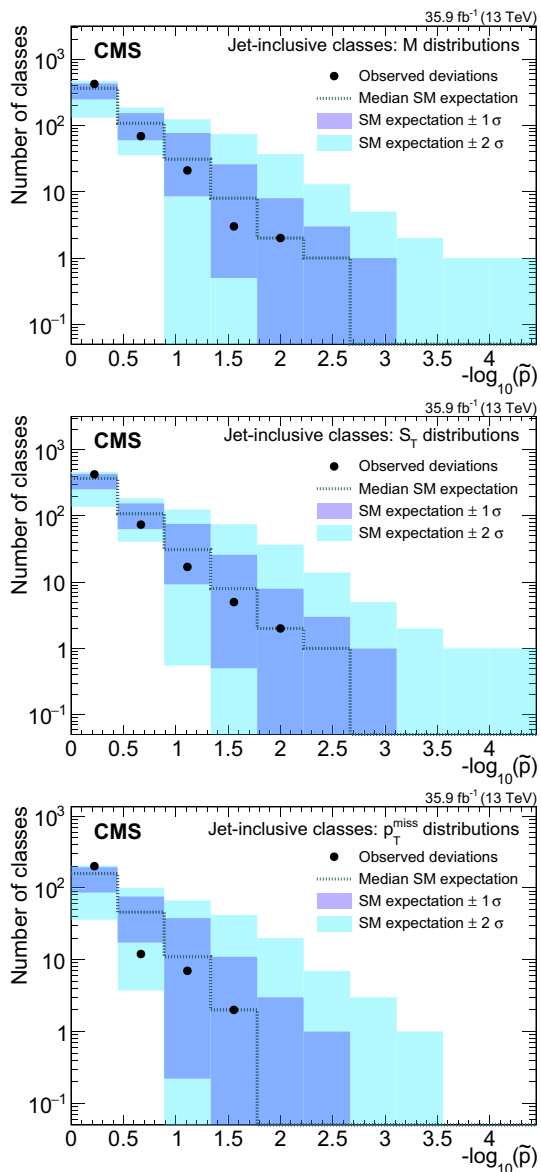 35.9 fb⁻¹ (13 TeV)
CMS Jet-inclusive classes: M distributions
Observed deviations
Median SM expectation
SM expectation ± 1 σ
SM expectation ± 2 σ
Number of classes
10³
10²
10
1
10⁻¹
0 0.5 1 1.5 2 2.5 3 3.5 4
-log₁₀(p̃)
35.9 fb⁻¹ (13 TeV)
CMS Jet-inclusive classes: S_T distributions
Observed deviations
Median SM expectation
SM expectation ± 1 σ
SM expectation ± 2 σ
Number of classes
10³
10²
10
1
10⁻¹
0 0.5 1 1.5 2 2.5 3 3.5 4
-log₁₀(p̃)
35.9 fb⁻¹ (13 TeV)
CMS Jet-inclusive classes: p_T^miss distributions
Observed deviations
Median SM expectation
SM expectation ± 1 σ
SM expectation ± 2 σ
Number of classes
10³
10²
10
1
10⁻¹
0 0.5 1 1.5 2 2.5 3 3.5 4
-log₁₀(p̃)